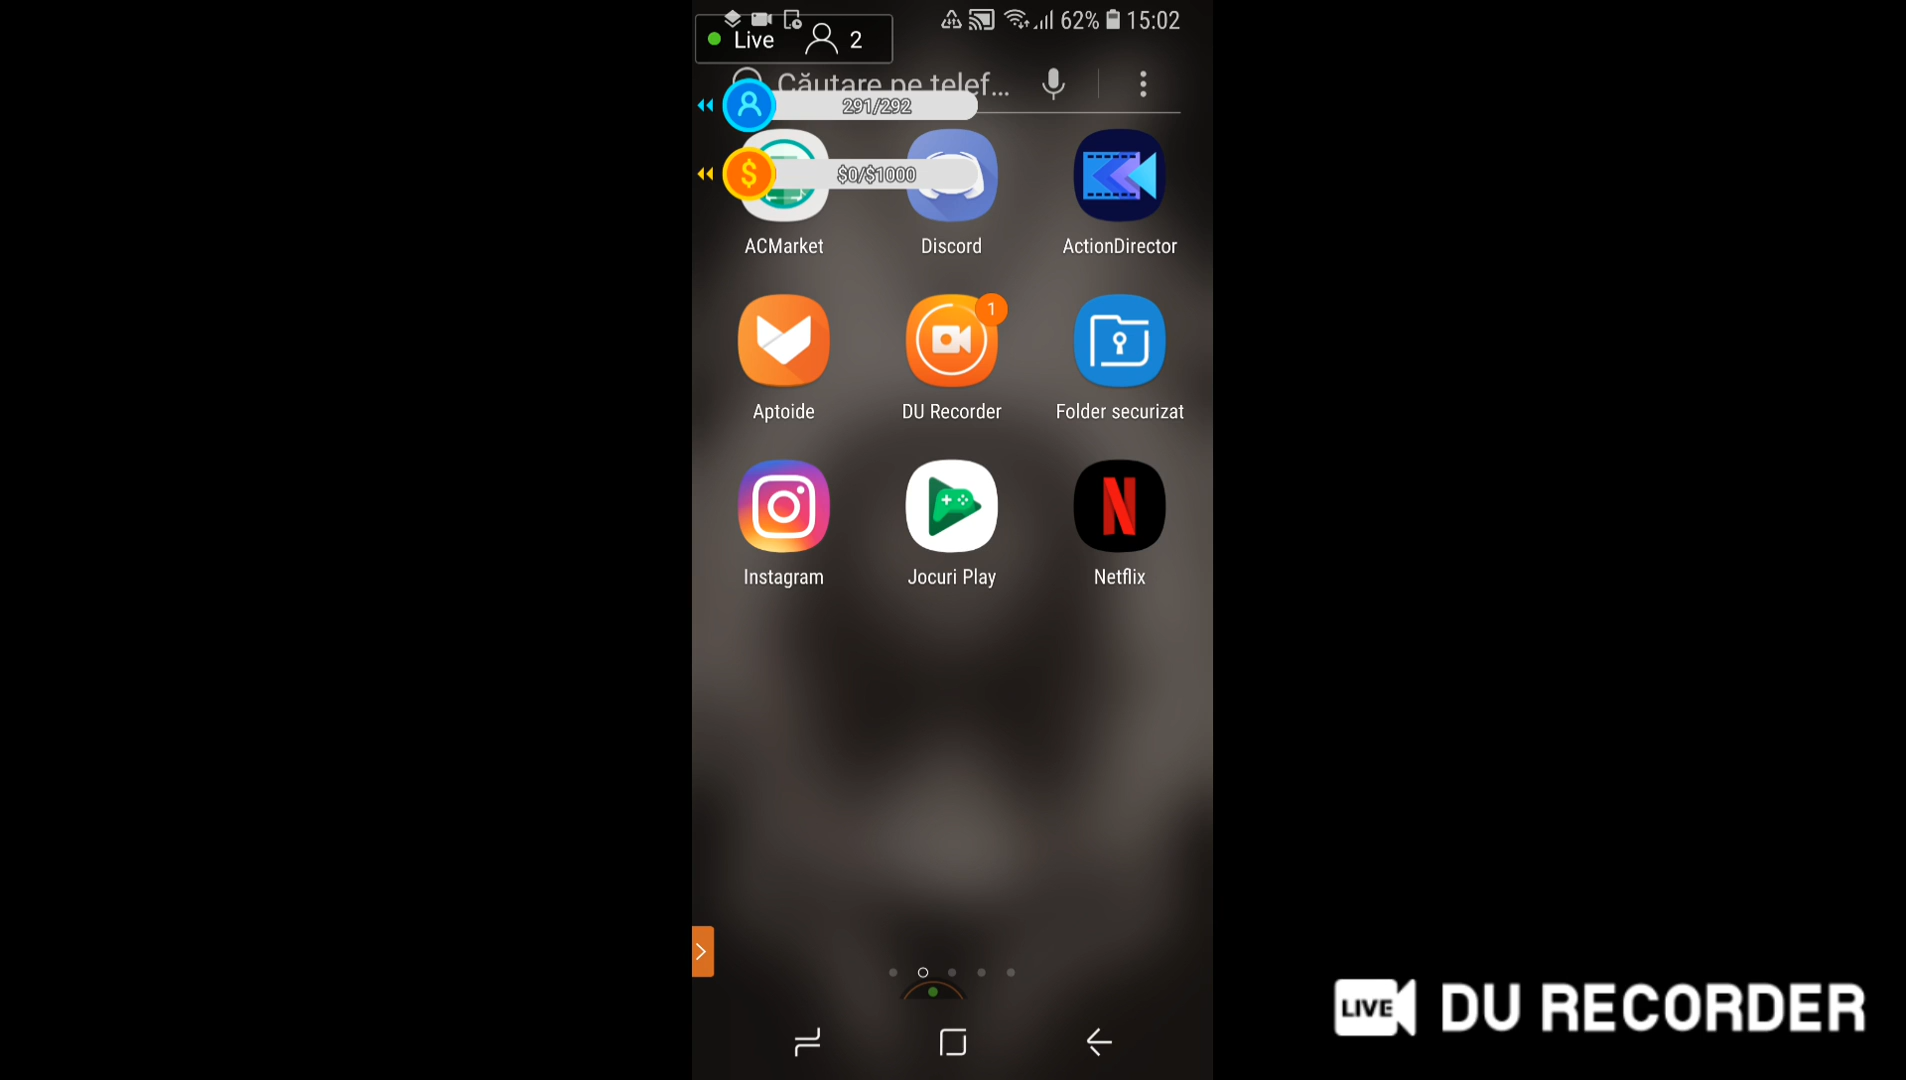 62% 15:02
Live 2
Căutare pe telef...
291/292
$0/$1000
ACMarket Discord ActionDirector
1
Aptoide DU Recorder Folder securizat
N
Instagram Jocuri Play Netflix
LIVE DU RECORDER